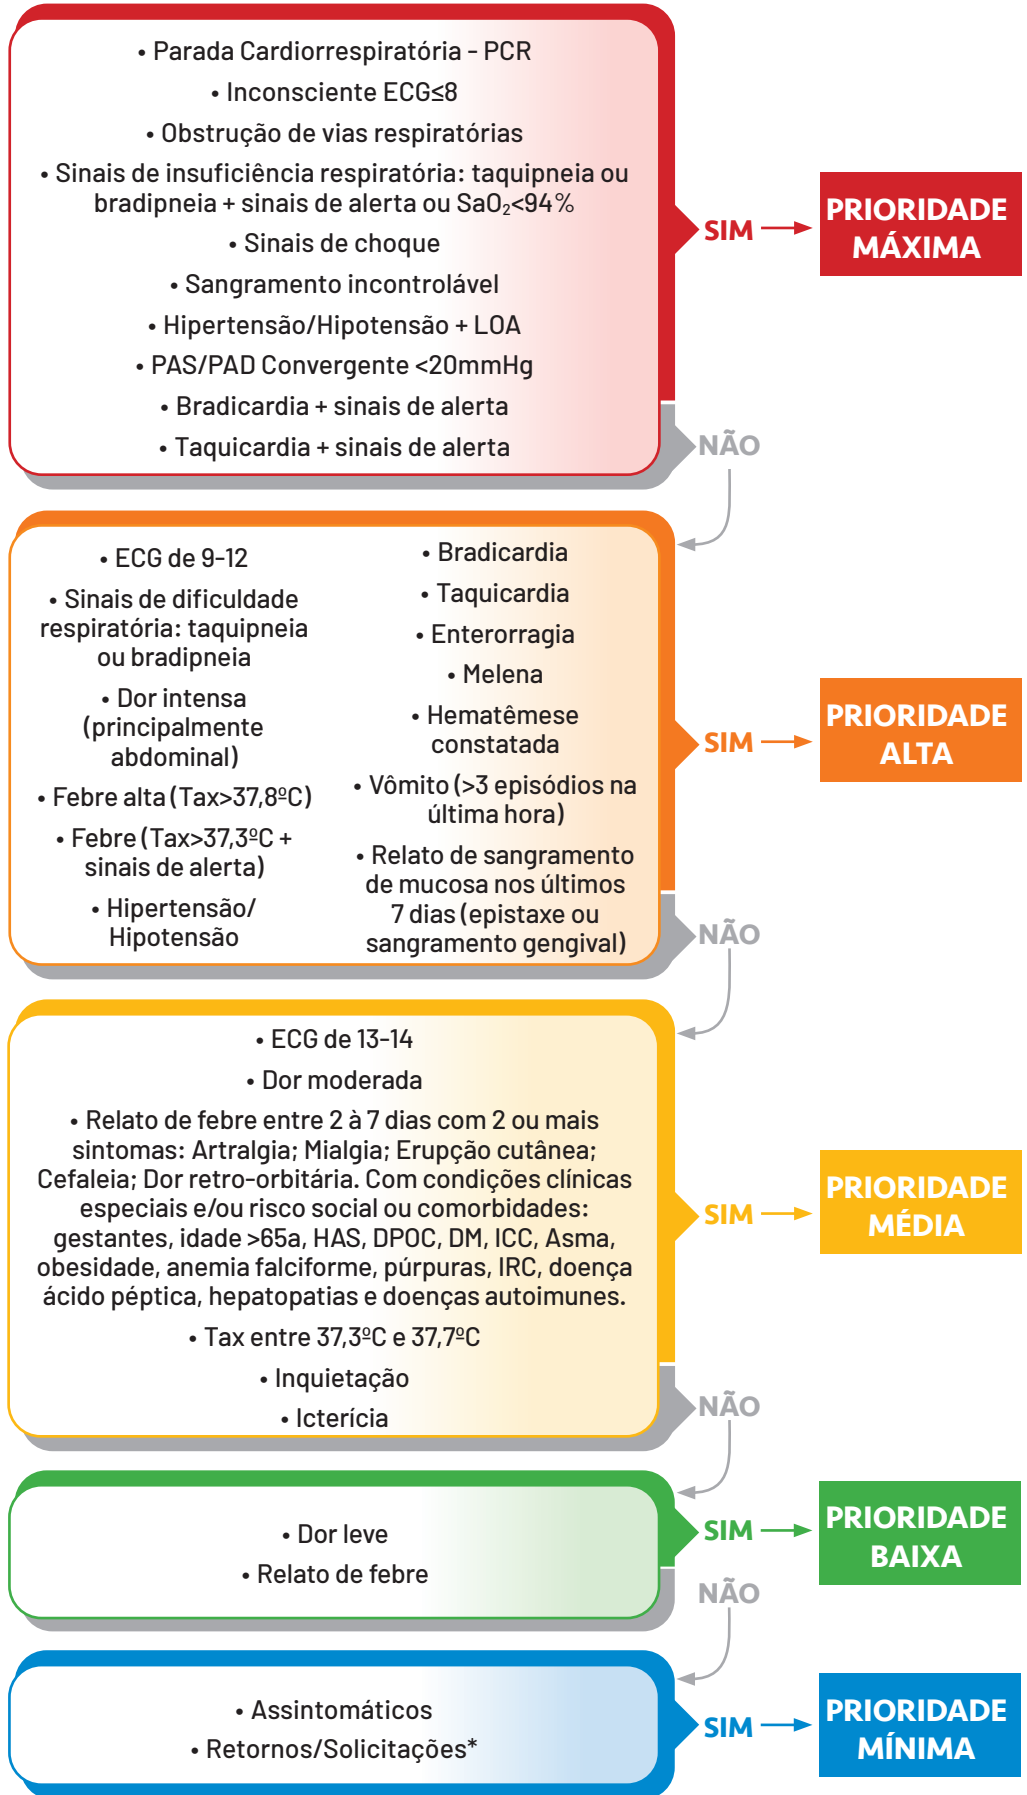 • Parada Cardiorrespiratória - PCR
• Inconsciente ECG≤8
• Obstrução de vias respiratórias
• Sinais de insuficiência respiratória: taquipneia ou
bradipneia + sinais de alerta ou SaO₂<94%
• Sinais de choque
• Sangramento incontrolável
• Hipertensão/Hipotensão + LOA
• PAS/PAD Convergente <20mmHg
• Bradicardia + sinais de alerta
• Taquicardia + sinais de alerta
SIM
PRIORIDADE
MÁXIMA
NÃO
• ECG de 9-12
• Sinais de dificuldade
respiratória: taquipneia
ou bradipneia
• Dor intensa
(principalmente
abdominal)
• Febre alta (Tax>37,8ºC)
• Febre (Tax>37,3ºC +
sinais de alerta)
• Hipertensão/
Hipotensão
• Bradicardia
• Taquicardia
• Enterorragia
• Melena
• Hematêmese
constatada
• Vômito (>3 episódios na
última hora)
• Relato de sangramento
de mucosa nos últimos
7 dias (epistaxe ou
sangramento gengival)
SIM
PRIORIDADE
ALTA
NÃO
• ECG de 13-14
• Dor moderada
• Relato de febre entre 2 à 7 dias com 2 ou mais
sintomas: Artralgia; Mialgia; Erupção cutânea;
Cefaleia; Dor retro-orbitária. Com condições clínicas
especiais e/ou risco social ou comorbidades:
gestantes, idade >65a, HAS, DPOC, DM, ICC, Asma,
obesidade, anemia falciforme, púrpuras, IRC, doença
ácido péptica, hepatopatias e doenças autoimunes.
• Tax entre 37,3ºC e 37,7ºC
• Inquietação
• Icterícia
SIM
PRIORIDADE
MÉDIA
NÃO
• Dor leve
• Relato de febre
SIM
PRIORIDADE
BAIXA
NÃO
• Assintomáticos
• Retornos/Solicitações*
SIM
PRIORIDADE
MÍNIMA